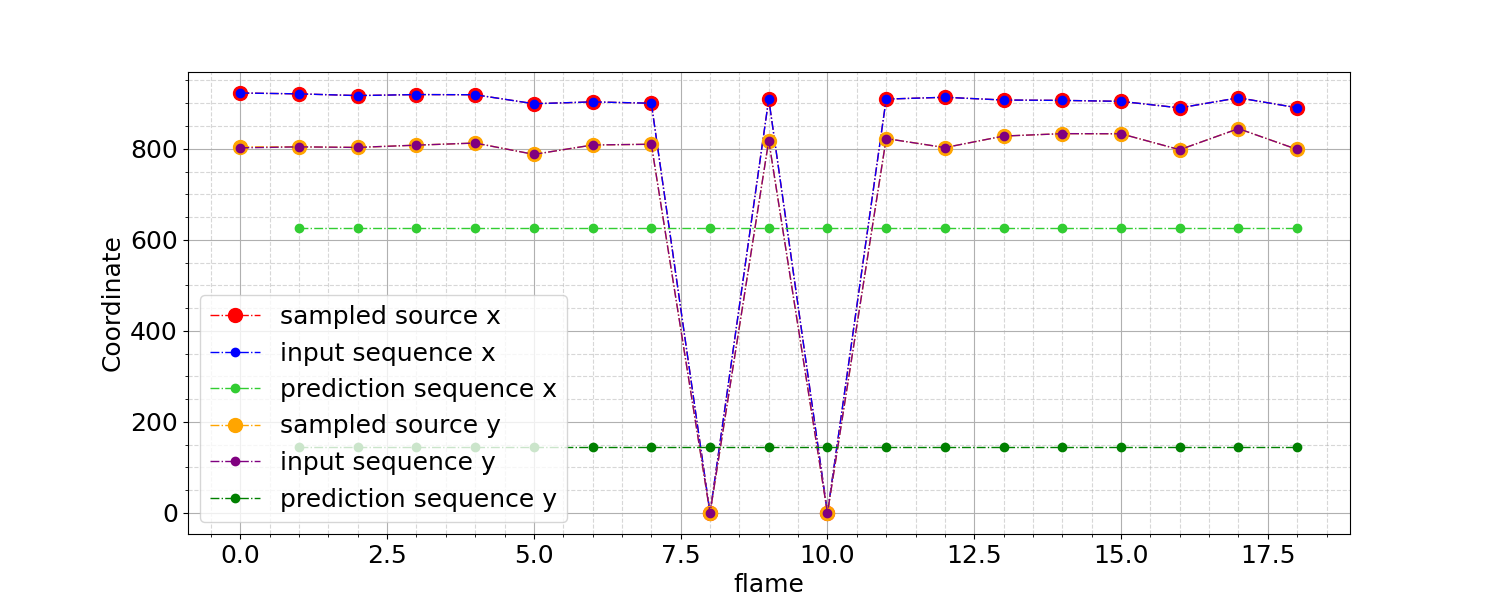 Coordinate
800
600
400
200
0
sampled source x
input sequence x
prediction sequence x
sampled source y
input sequence y
prediction sequence y
0.0 2.5 5.0 7.5 10.0 12.5 15.0 17.5
flame